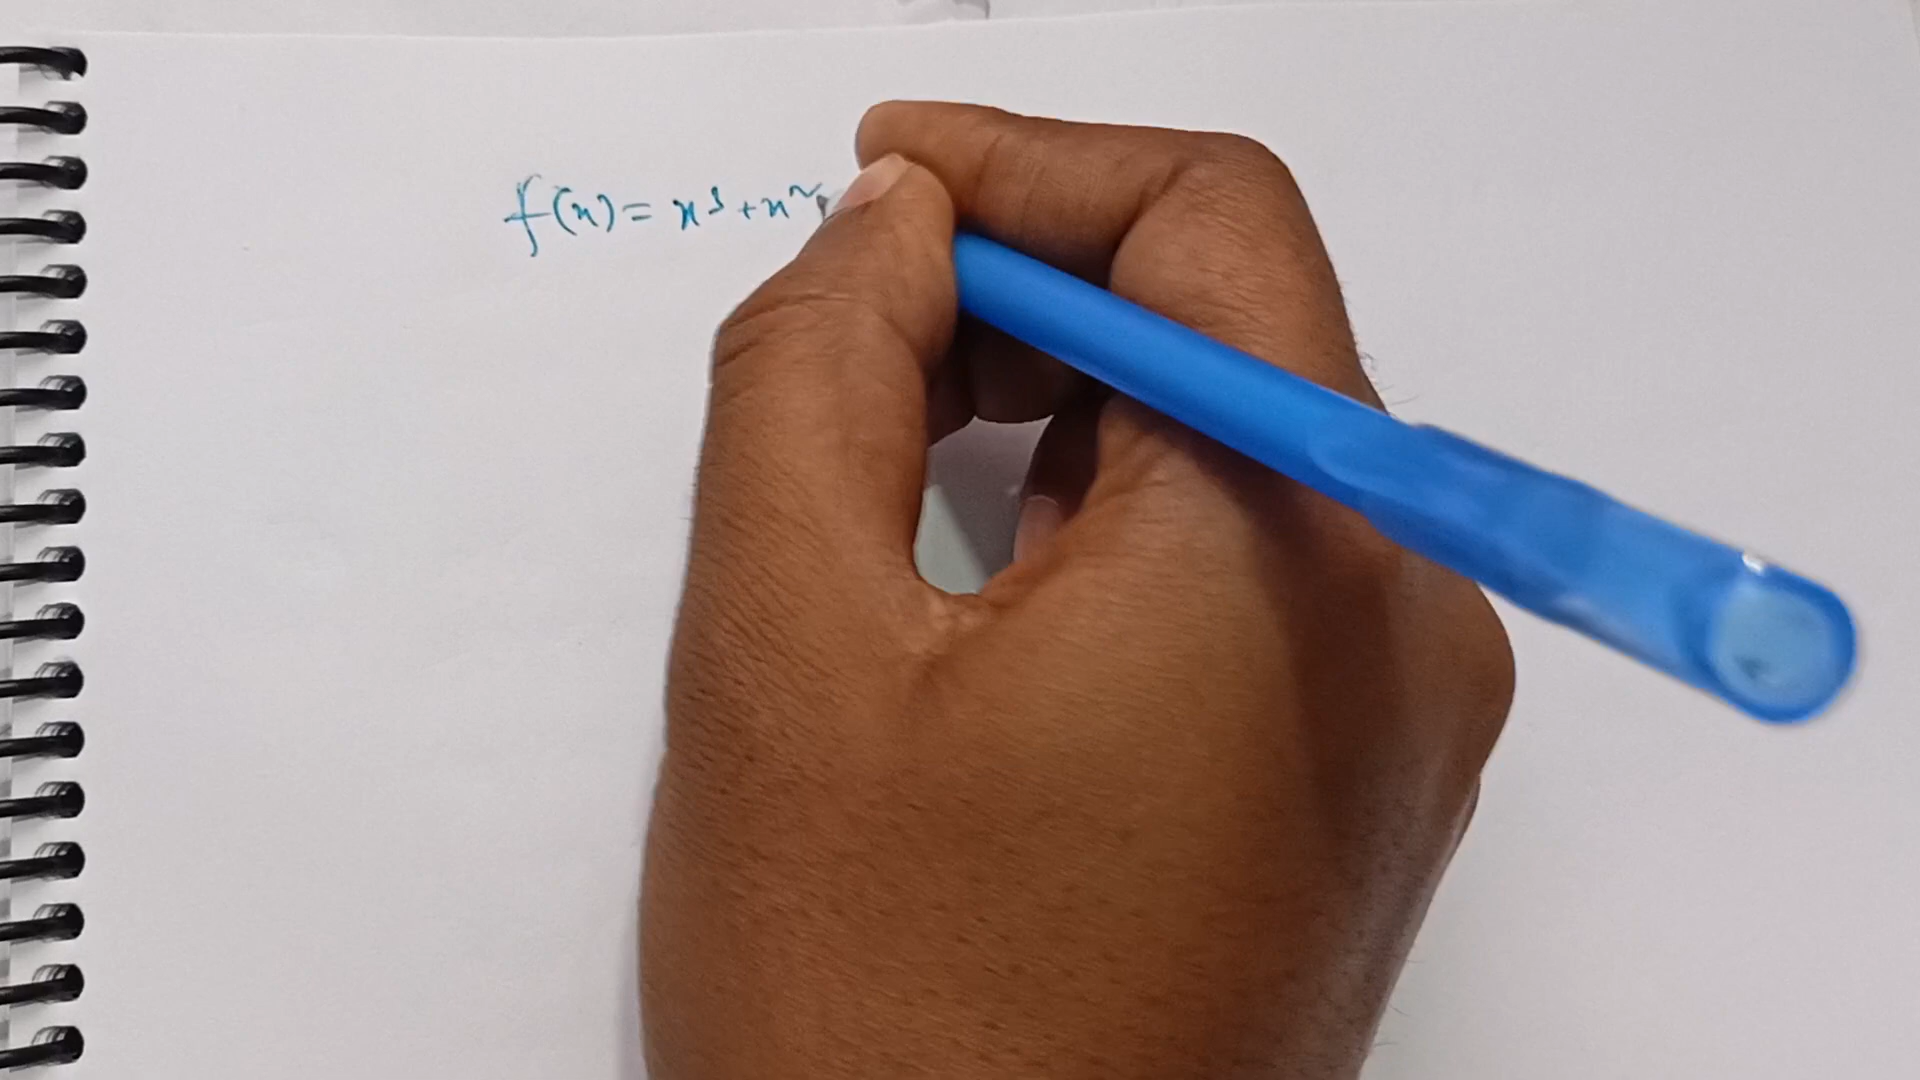 f(x) = x³ + x²